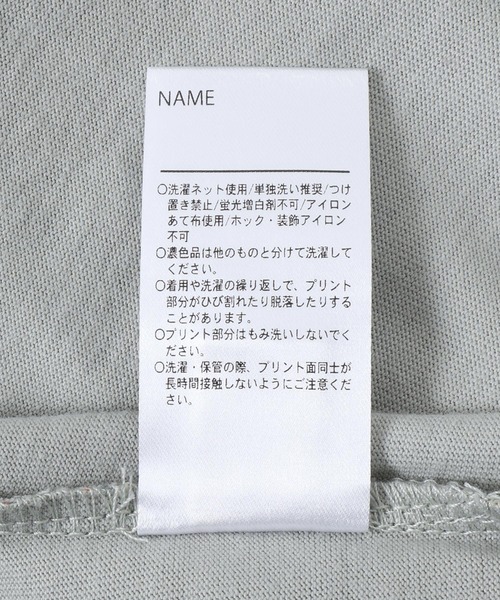 NAME
○洗濯ネット使用/単独洗い推奨/つけ
置き禁止/蛍光増白剤不可/アイロン
あて布使用/ホック・装飾アイロン
不可
○濃色品は他のものと分けて洗濯して
ください。
○着用や洗濯の繰り返しで、プリント
部分がひび割れたり脱落したりする
ことがあります。
○プリント部分はもみ洗いしないでく
ださい。
○洗濯・保管の際、プリント面同士が
長時間接触しないようにご注意くだ
さい。